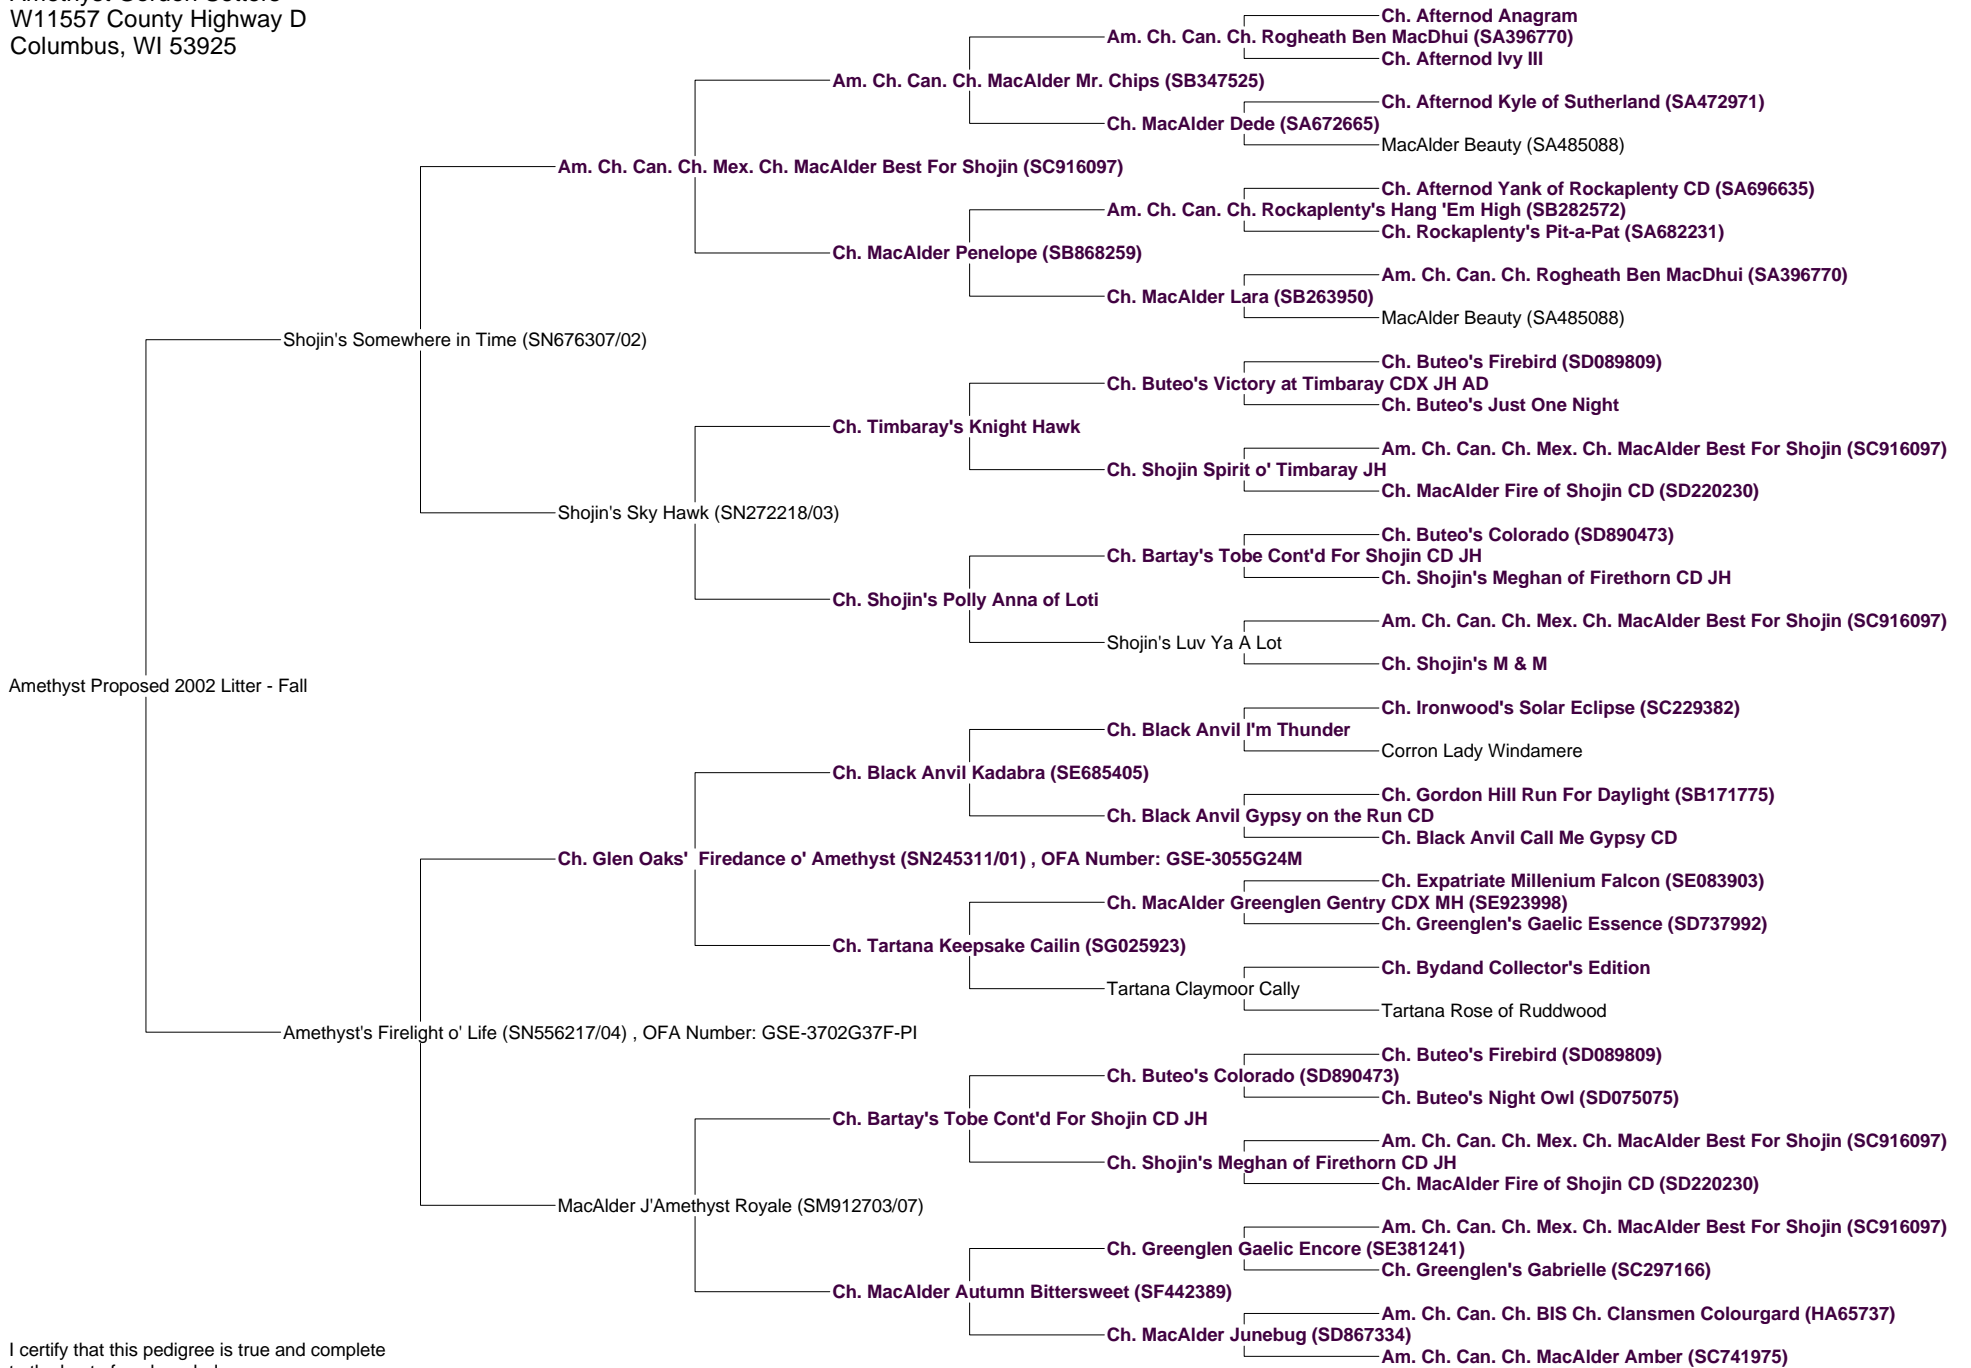 Amethyst Gordon Setters
W11557 County Highway D
Columbus, WI 53925
Ch. Afternod Anagram
Am. Ch. Can. Ch. Rogheath Ben MacDhui (SA396770)
Ch. Afternod Ivy III
Am. Ch. Can. Ch. MacAlder Mr. Chips (SB347525)
Ch. Afternod Kyle of Sutherland (SA472971)
Ch. MacAlder Dede (SA672665)
MacAlder Beauty (SA485088)
Am. Ch. Can. Ch. Mex. Ch. MacAlder Best For Shojin (SC916097)
Ch. Afternod Yank of Rockaplenty CD (SA696635)
Am. Ch. Can. Ch. Rockaplenty's Hang 'Em High (SB282572)
Ch. Rockaplenty's Pit-a-Pat (SA682231)
Ch. MacAlder Penelope (SB868259)
Am. Ch. Can. Ch. Rogheath Ben MacDhui (SA396770)
Ch. MacAlder Lara (SB263950)
MacAlder Beauty (SA485088)
Shojin's Somewhere in Time (SN676307/02)
Ch. Buteo's Firebird (SD089809)
Ch. Buteo's Victory at Timbaray CDX JH AD
Ch. Buteo's Just One Night
Ch. Timbaray's Knight Hawk
Am. Ch. Can. Ch. Mex. Ch. MacAlder Best For Shojin (SC916097)
Ch. Shojin Spirit o' Timbaray JH
Ch. MacAlder Fire of Shojin CD (SD220230)
Shojin's Sky Hawk (SN272218/03)
Ch. Buteo's Colorado (SD890473)
Ch. Bartay's Tobe Cont'd For Shojin CD JH
Ch. Shojin's Meghan of Firethorn CD JH
Ch. Shojin's Polly Anna of Loti
Am. Ch. Can. Ch. Mex. Ch. MacAlder Best For Shojin (SC916097)
Shojin's Luv Ya A Lot
Ch. Shojin's M & M
Amethyst Proposed 2002 Litter - Fall
Ch. Ironwood's Solar Eclipse (SC229382)
Ch. Black Anvil I'm Thunder
Corron Lady Windamere
Ch. Black Anvil Kadabra (SE685405)
Ch. Gordon Hill Run For Daylight (SB171775)
Ch. Black Anvil Gypsy on the Run CD
Ch. Black Anvil Call Me Gypsy CD
Ch. Glen Oaks' Firedance o' Amethyst (SN245311/01) , OFA Number: GSE-3055G24M
Ch. Expatriate Millenium Falcon (SE083903)
Ch. MacAlder Greenglen Gentry CDX MH (SE923998)
Ch. Greenglen's Gaelic Essence (SD737992)
Ch. Tartana Keepsake Cailin (SG025923)
Ch. Bydand Collector's Edition
Tartana Claymoor Cally
Tartana Rose of Ruddwood
Amethyst's Firelight o' Life (SN556217/04) , OFA Number: GSE-3702G37F-PI
Ch. Buteo's Firebird (SD089809)
Ch. Buteo's Colorado (SD890473)
Ch. Buteo's Night Owl (SD075075)
Ch. Bartay's Tobe Cont'd For Shojin CD JH
Am. Ch. Can. Ch. Mex. Ch. MacAlder Best For Shojin (SC916097)
Ch. Shojin's Meghan of Firethorn CD JH
Ch. MacAlder Fire of Shojin CD (SD220230)
MacAlder J'Amethyst Royale (SM912703/07)
Am. Ch. Can. Ch. Mex. Ch. MacAlder Best For Shojin (SC916097)
Ch. Greenglen Gaelic Encore (SE381241)
Ch. Greenglen's Gabrielle (SC297166)
Ch. MacAlder Autumn Bittersweet (SF442389)
Am. Ch. Can. Ch. BIS Ch. Clansmen Colourgard (HA65737)
Ch. MacAlder Junebug (SD867334)
Am. Ch. Can. Ch. MacAlder Amber (SC741975)
I certify that this pedigree is true and complete